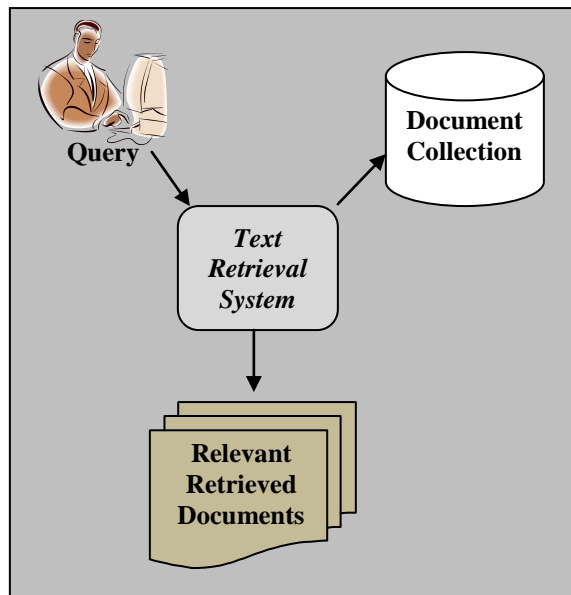 Query
Document
Collection
Text
Retrieval
System
Relevant
Retrieved
Documents